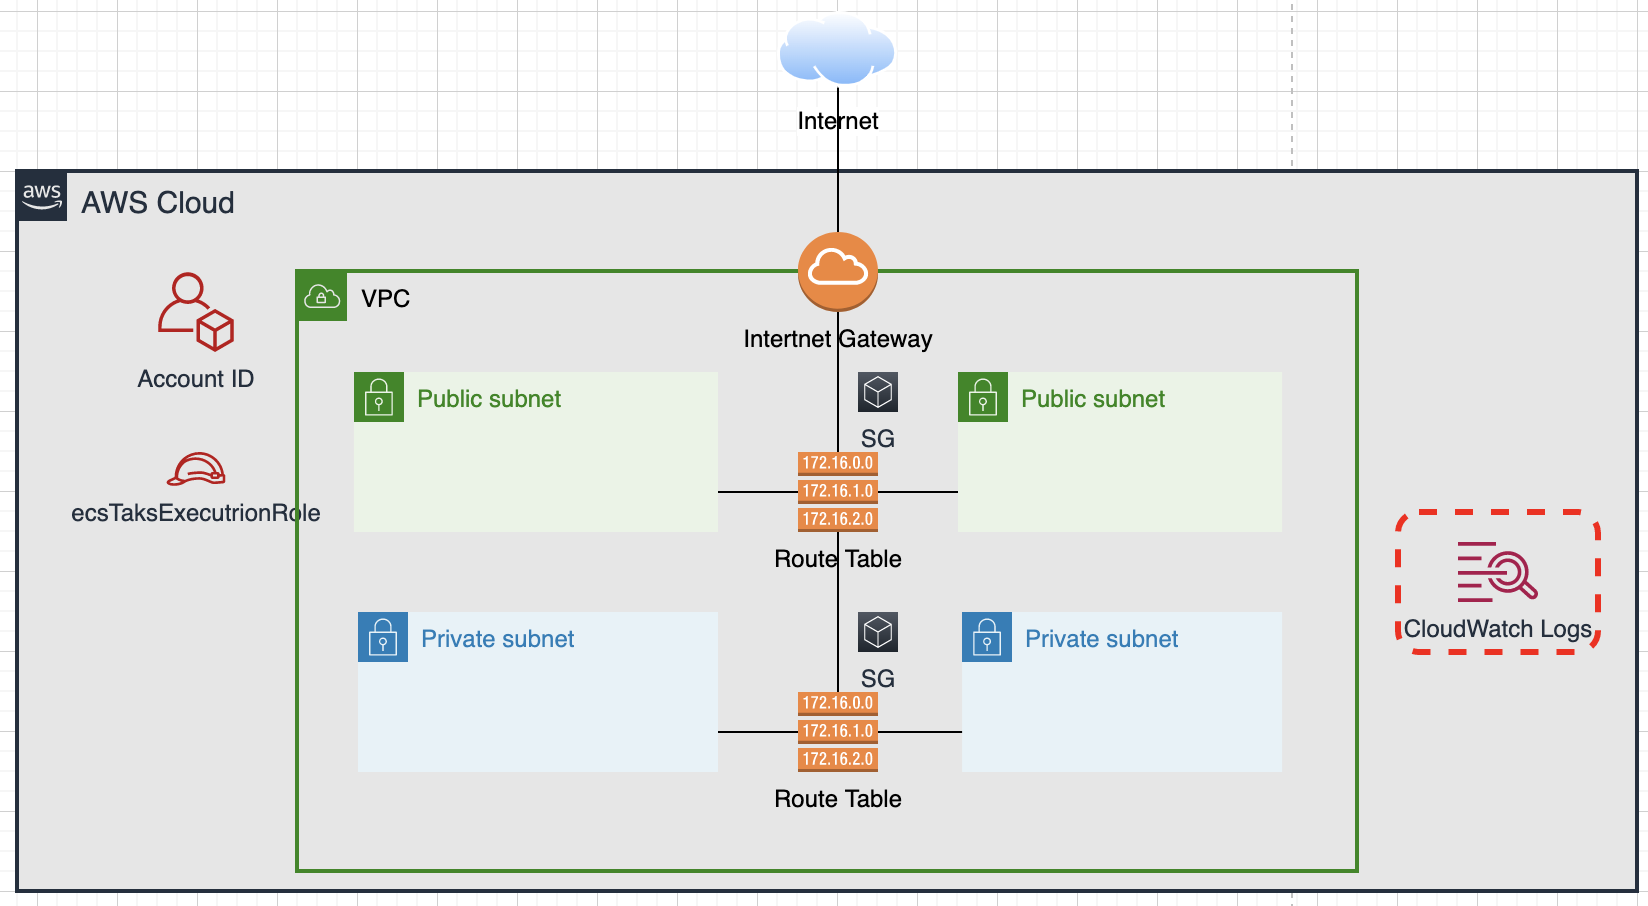 Internet
aws
AWS Cloud
VPC
Intertnet Gateway
Account ID
Public subnet
SG
Public subnet
172.16.0.0
172.16.1.0
172.16.2.0
ecsTaksExecutrionRole
Route Table
CloudWatch Logs
Private subnet
SG
Private subnet
172.16.0.0
172.16.1.0
172.16.2.0
Route Table